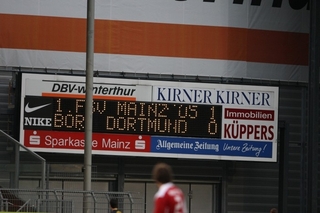 DBV-Winterthur
KIRNER KIRNER
1.FSV MAINZ'05 1
BOR. DORTMUND 0
NIKE
Immobilien
KÜPPERS
Sparkasse Mainz
Allgemeine Zeitung
Unsere Zeitung!